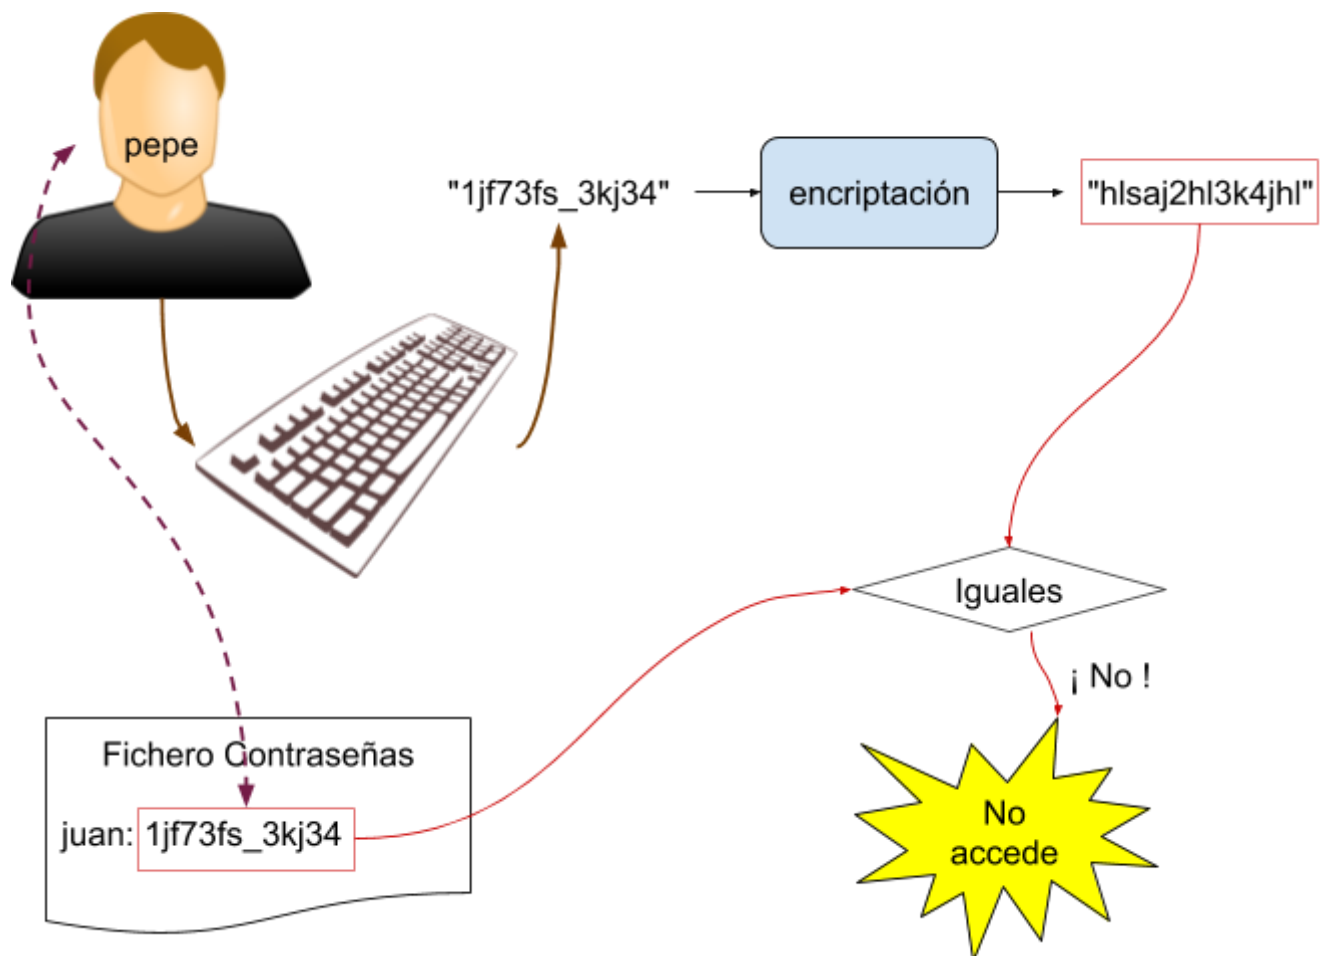 pepe
"1jf73fs_3kj34"
encriptación
"hlsaj2hl3k4jhl"
Iguales
¡ No !
Fichero Contraseñas
juan: 1jf73fs_3kj34
No
accede